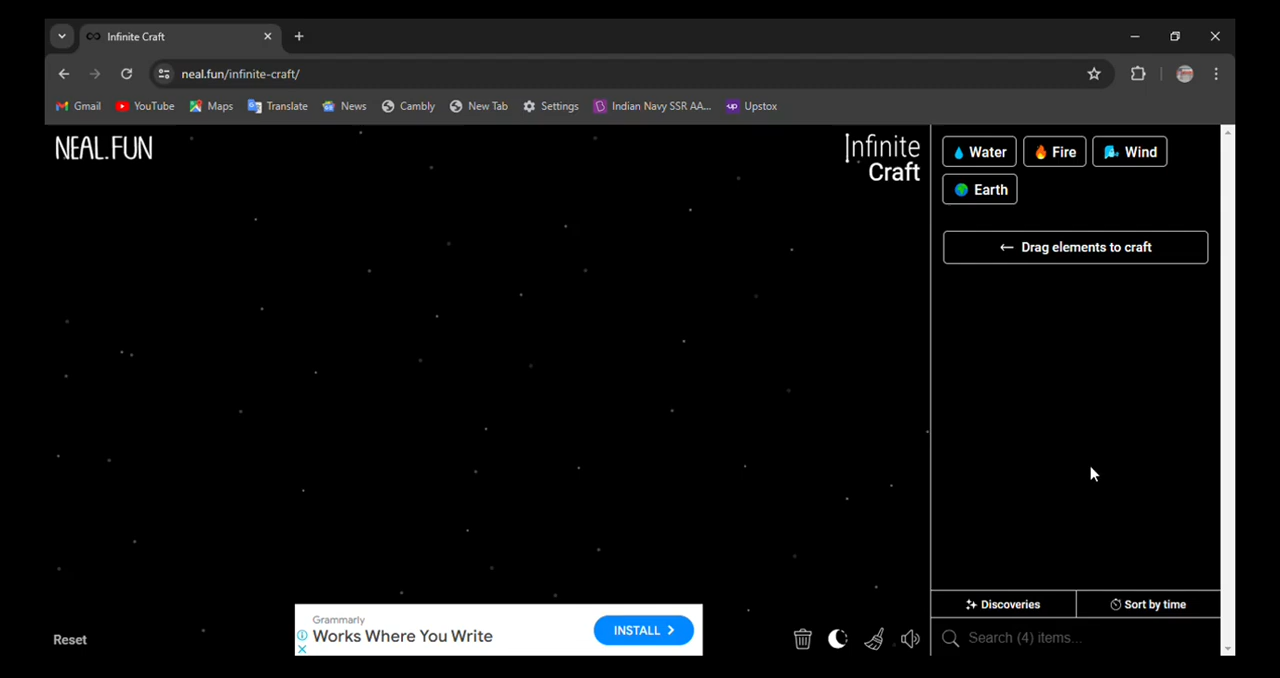 Infinite Craft
neal.fun/infinite-craft/
Gmail YouTube Maps Translate News Cambly New Tab Settings Indian Navy SSR AA... Upstox
NEAL.FUN
Infinite
Craft
Water Fire Wind
Earth
← Drag elements to craft
Discoveries Sort by time
Search (4) items...
Reset
Grammarly
Works Where You Write
INSTALL >